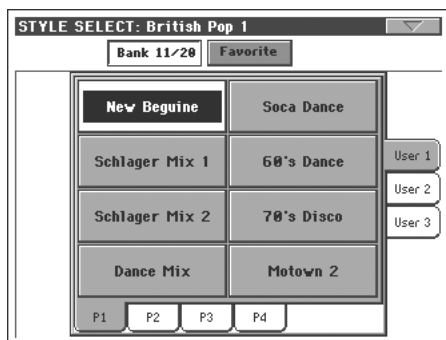 STYLE SELECT: British Pop 1
Bank 11/20 Favorite
New Beguine Soca Dance
Schlager Mix 1 60's Dance User 1
User 2
Schlager Mix 2 70's Disco User 3
Dance Mix Motown 2
P1 P2 P3 P4